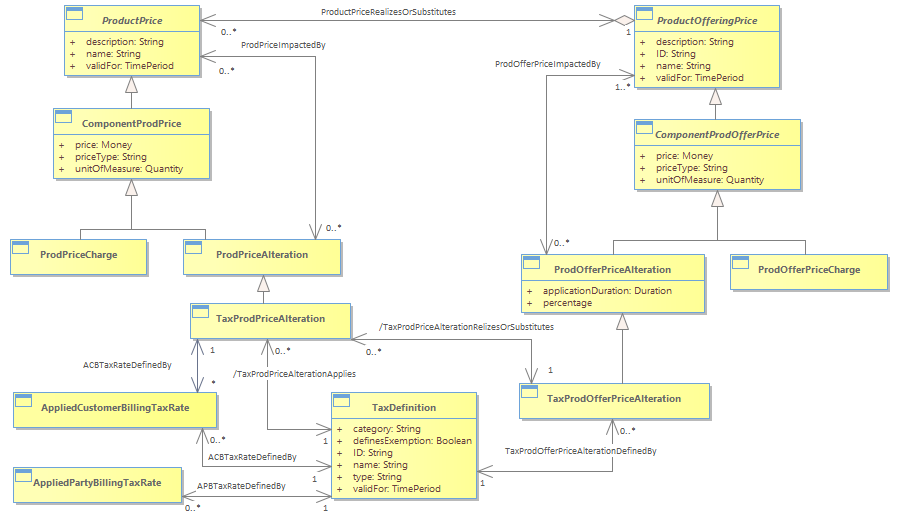 ProductPrice
+ description: String
+ name: String
+ validFor: TimePeriod
ProductPriceRealizesOrSubstitutes
0..*
1
ProductOfferingPrice
+ description: String
+ ID: String
+ name: String
+ validFor: TimePeriod
ProdPriceImpactedBy
0..*
0..*
ProdOfferPriceImpactedBy
1..*
0..*
ComponentProdPrice
+ price: Money
+ priceType: String
+ unitOfMeasure: Quantity
ComponentProdOfferPrice
+ price: Money
+ priceType: String
+ unitOfMeasure: Quantity
ProdPriceCharge
ProdPriceAlteration
ProdOfferPriceAlteration
+ applicationDuration: Duration
+ percentage
ProdOfferPriceCharge
TaxProdPriceAlteration
/TaxProdPriceAlterationRelizesOrSubstitutes
0..*
1
ACBTaxRateDefinedBy
1
*
/TaxProdPriceAlterationApplies
0..*
1
TaxProdOfferPriceAlteration
AppliedCustomerBillingTaxRate
TaxDefinition
+ category: String
+ definesExemption: Boolean
+ ID: String
+ name: String
+ type: String
+ validFor: TimePeriod
0..*
ACBTaxRateDefinedBy
1
0..*
TaxProdOfferPriceAlterationDefinedBy
1
AppliedPartyBillingTaxRate
APBTaxRateDefinedBy
0..*
1